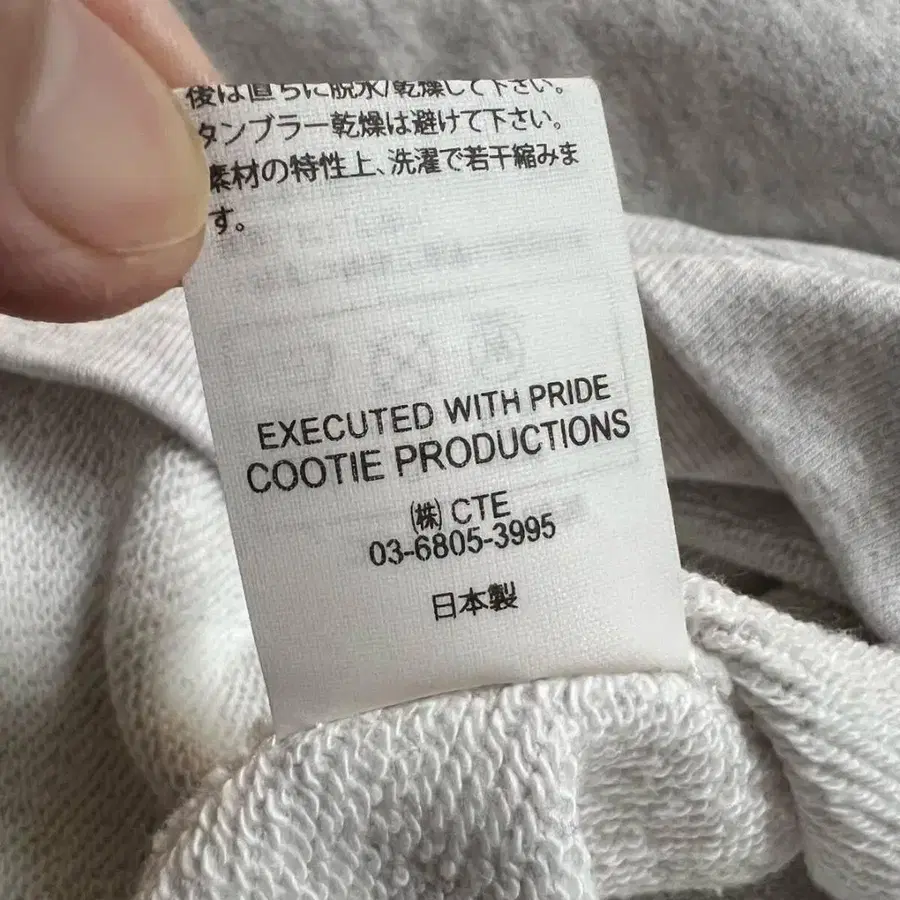 後は直ちに脱水/乾燥して下さい。
タンブラー乾燥は避けて下さい。
素材の特性上、洗濯で若干縮みま
す。
EXECUTED WITH PRIDE
COOTIE PRODUCTIONS
㈱ CTE
03-6805-3995
日本製